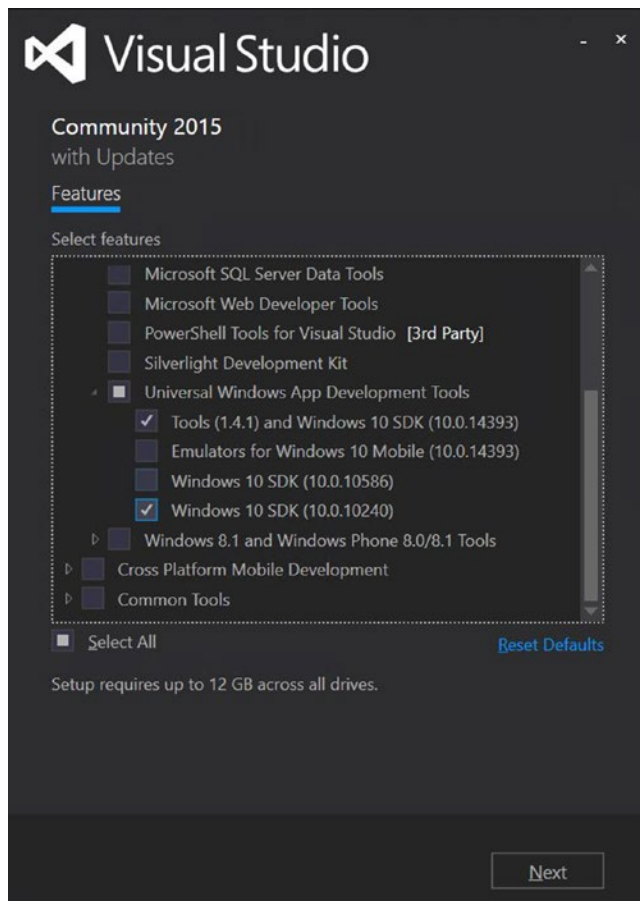 Visual Studio
Community 2015
with Updates
Features
Select features
Microsoft SQL Server Data Tools
Microsoft Web Developer Tools
PowerShell Tools for Visual Studio [3rd Party]
Silverlight Development Kit
Universal Windows App Development Tools
Tools (1.4.1) and Windows 10 SDK (10.0.14393)
Emulators for Windows 10 Mobile (10.0.14393)
Windows 10 SDK (10.0.10586)
Windows 10 SDK (10.0.10240)
Windows 8.1 and Windows Phone 8.0/8.1 Tools
Cross Platform Mobile Development
Common Tools
Select All Reset Defaults
Setup requires up to 12 GB across all drives.
Next